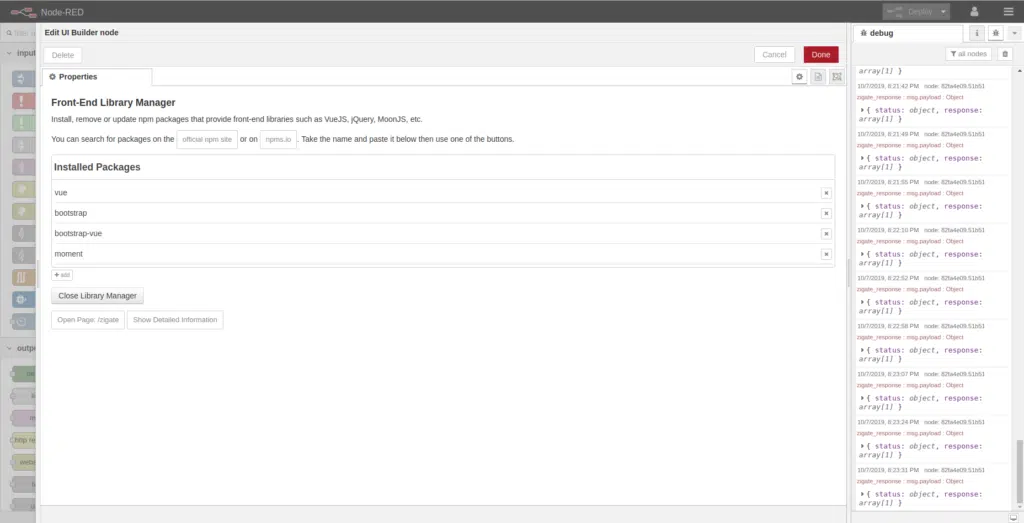 Node-RED
Deploy
filter
input
output
http re
webso
Edit UI Builder node
Delete
Cancel
Done
Properties
Front-End Library Manager
Install, remove or update npm packages that provide front-end libraries such as VueJS, jQuery, MoonJS, etc.
You can search for packages on the official npm site or on npms.io. Take the name and paste it below then use one of the buttons.
Installed Packages
vue
bootstrap
bootstrap-vue
moment
add
Close Library Manager
Open Page: /zigate
Show Detailed Information
debug
all nodes
array[1] }
10/7/2019, 8:21:42 PM node: 82fa4e09.51b51
zigate_response : msg.payload : Object
{ status: object, response:
array[1] }
10/7/2019, 8:21:49 PM node: 82fa4e09.51b51
zigate_response : msg.payload : Object
{ status: object, response:
array[1] }
10/7/2019, 8:21:55 PM node: 82fa4e09.51b51
zigate_response : msg.payload : Object
{ status: object, response:
array[1] }
10/7/2019, 8:22:10 PM node: 82fa4e09.51b51
zigate_response : msg.payload : Object
{ status: object, response:
array[1] }
10/7/2019, 8:22:52 PM node: 82fa4e09.51b51
zigate_response : msg.payload : Object
{ status: object, response:
array[1] }
10/7/2019, 8:22:58 PM node: 82fa4e09.51b51
zigate_response : msg.payload : Object
{ status: object, response:
array[1] }
10/7/2019, 8:23:07 PM node: 82fa4e09.51b51
zigate_response : msg.payload : Object
{ status: object, response:
array[1] }
10/7/2019, 8:23:24 PM node: 82fa4e09.51b51
zigate_response : msg.payload : Object
{ status: object, response:
array[1] }
10/7/2019, 8:23:31 PM node: 82fa4e09.51b51
zigate_response : msg.payload : Object
{ status: object, response:
array[1] }